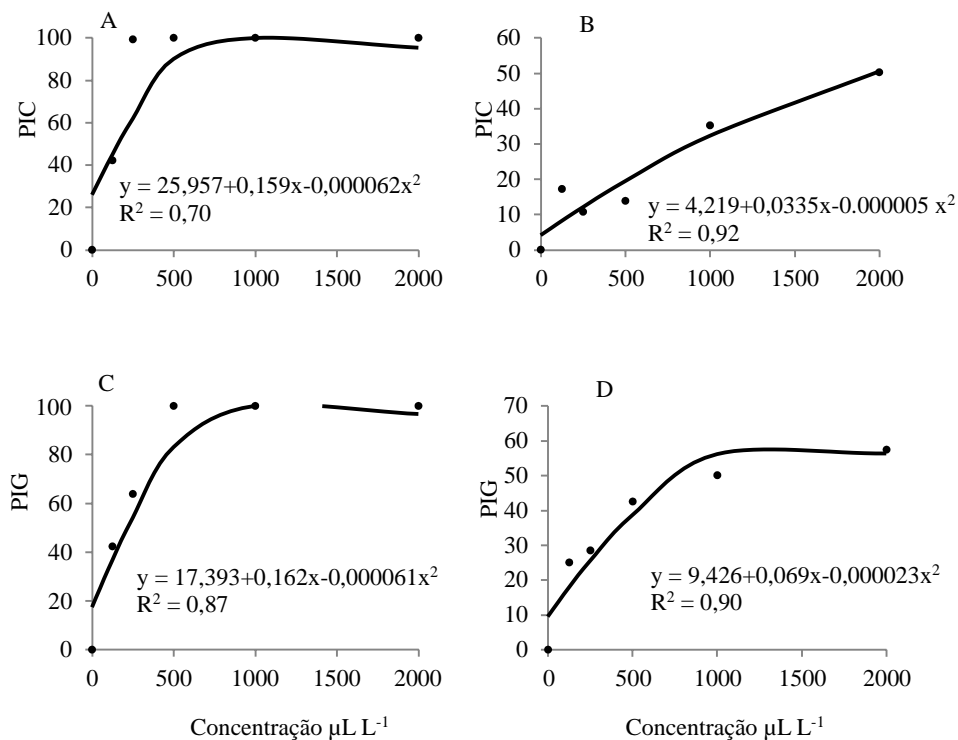 A
PIC
100
80
60
40
20
0
y = 25,957+0,159x-0,000062x²
R² = 0,70
0 500 1000 1500 2000
B
PIC
60
50
40
30
20
10
0
y = 4,219+0,0335x-0.000005 x²
R² = 0,92
0 500 1000 1500 2000
C
PIG
100
80
60
40
20
0
y = 17,393+0,162x-0,000061x²
R² = 0,87
0 500 1000 1500 2000
Concentração µL L⁻¹
D
PIG
70
60
50
40
30
20
10
0
y = 9,426+0,069x-0,000023x²
R² = 0,90
0 500 1000 1500 2000
Concentração µL L⁻¹